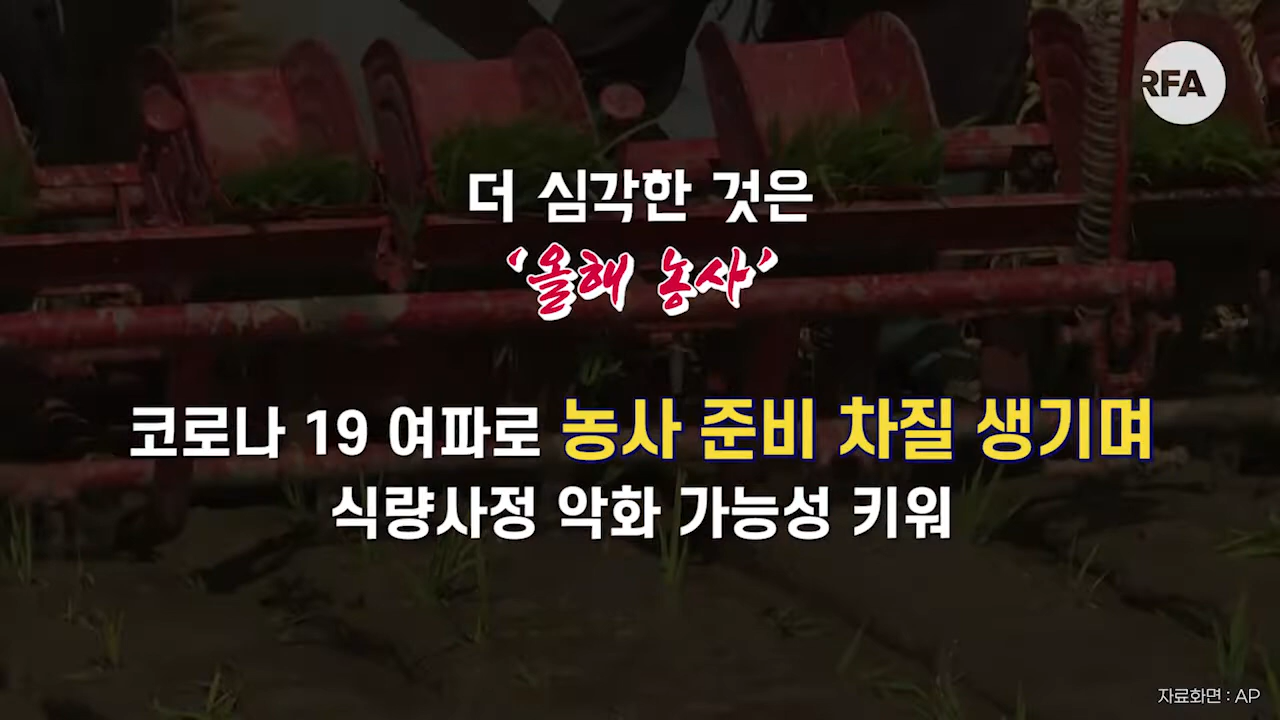 RFA
더 심각한 것은
‘올해 농사’
코로나 19 여파로 농사 준비 차질 생기며
식량사정 악화 가능성 키워
자료화면 : AP